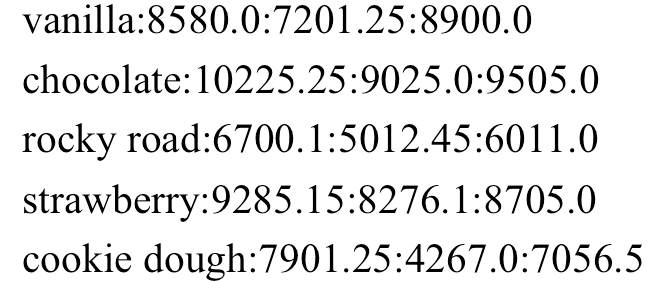 vanilla:8580.0:7201.25:8900.0
chocolate:10225.25:9025.0:9505.0
rocky road:6700.1:5012.45:6011.0
strawberry:9285.15:8276.1:8705.0
cookie dough:7901.25:4267.0:7056.5